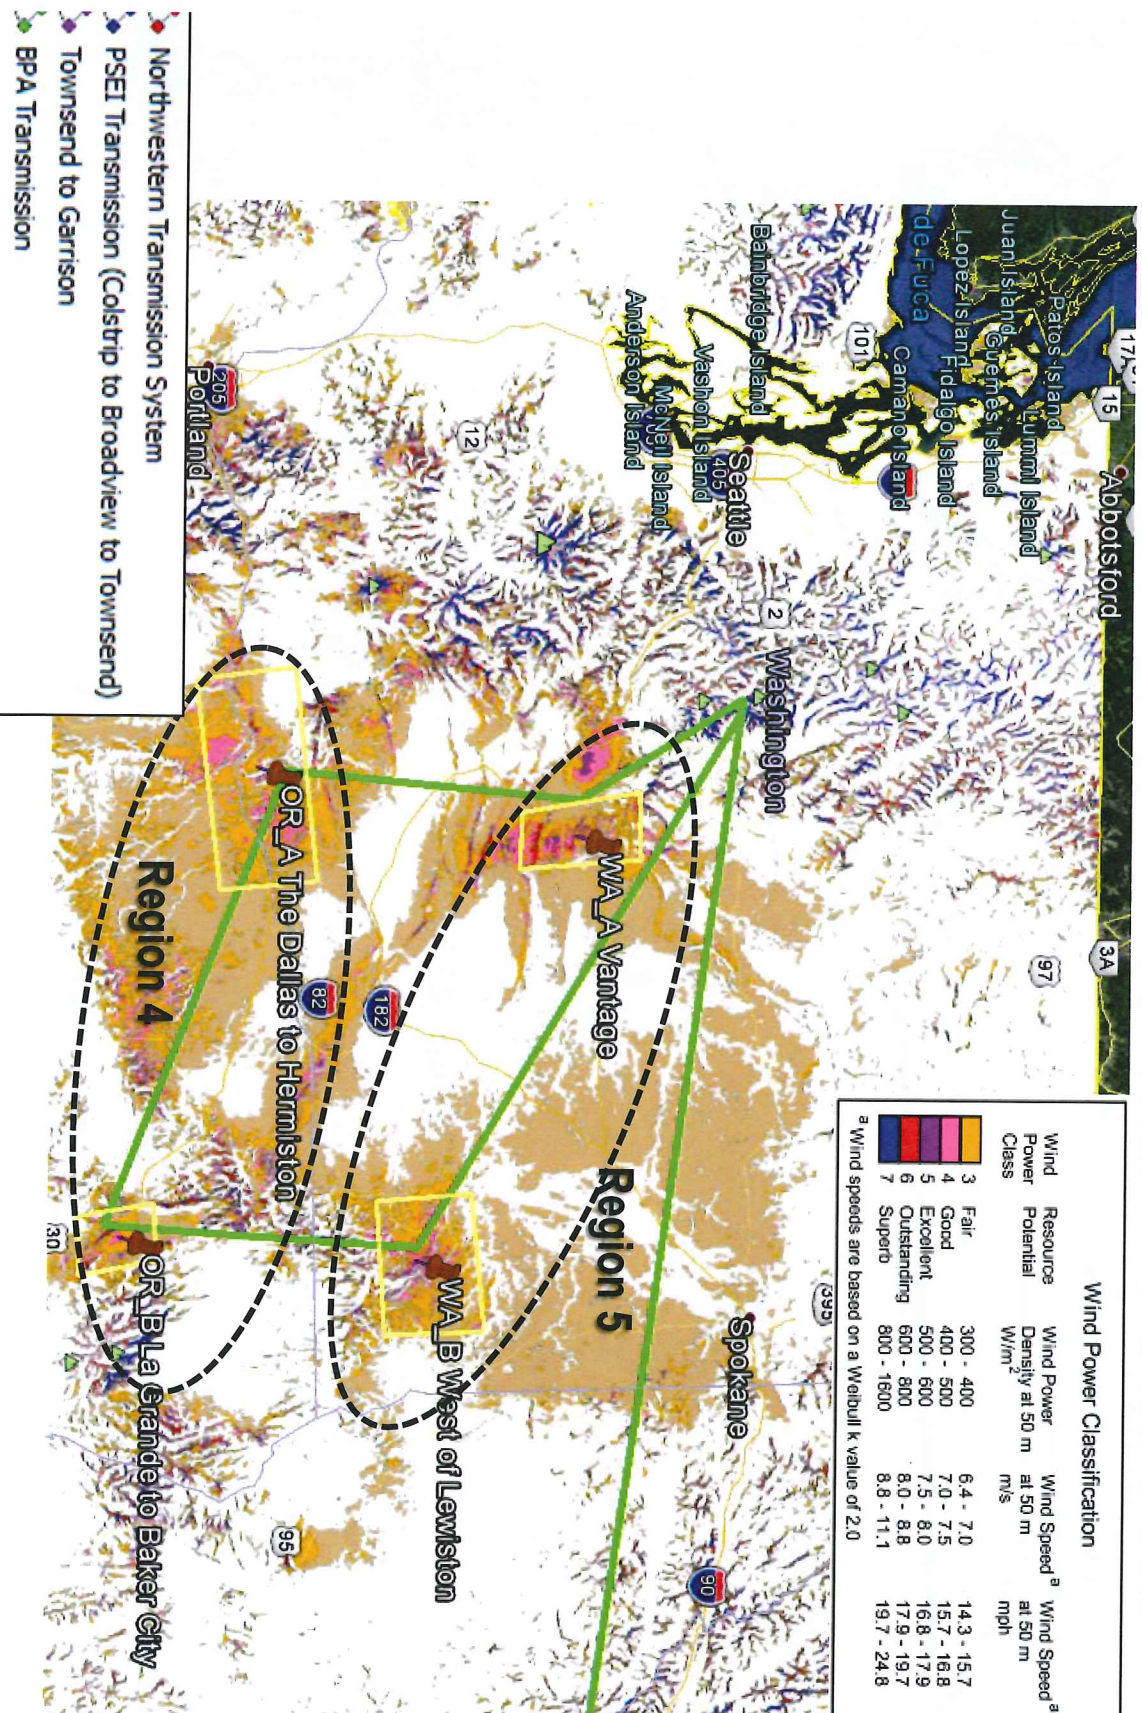 17A
15
Abbotsford
3A
97
Patos Island
Lummi Island
Juan Island
Guemes Island
Lopez Island
Fidalgo Island
de Fuca
Camano Island
101
2
Washington
Bainbridge Island
Seattle
405
Vashon Island
McNeil Island
Anderson Island
12
205
Portland
WA_A Vantage
Region 5
395
Spokane
90
182
82
WA_B West of Lewiston
95
OR_A The Dallas to Hermiston
Region 4
30
OR_B La Grande to Baker City
Wind Power Classification
Wind Power Class
Resource Potential
Wind Power Density at 50 m W/m2
Wind Speed a at 50 m m/s
Wind Speed a at 50 m mph
3 Fair 300 - 400 6.4 - 7.0 14.3 - 15.7
4 Good 400 - 500 7.0 - 7.5 15.7 - 16.8
5 Excellent 500 - 600 7.5 - 8.0 16.8 - 17.9
6 Outstanding 600 - 800 8.0 - 8.8 17.9 - 19.7
7 Superb 800 - 1600 8.8 - 11.1 19.7 - 24.8
a Wind speeds are based on a Weibull k value of 2.0
Northwestern Transmission System
PSEI Transmission (Colstrip to Broadview to Townsend)
Townsend to Garrison
BPA Transmission